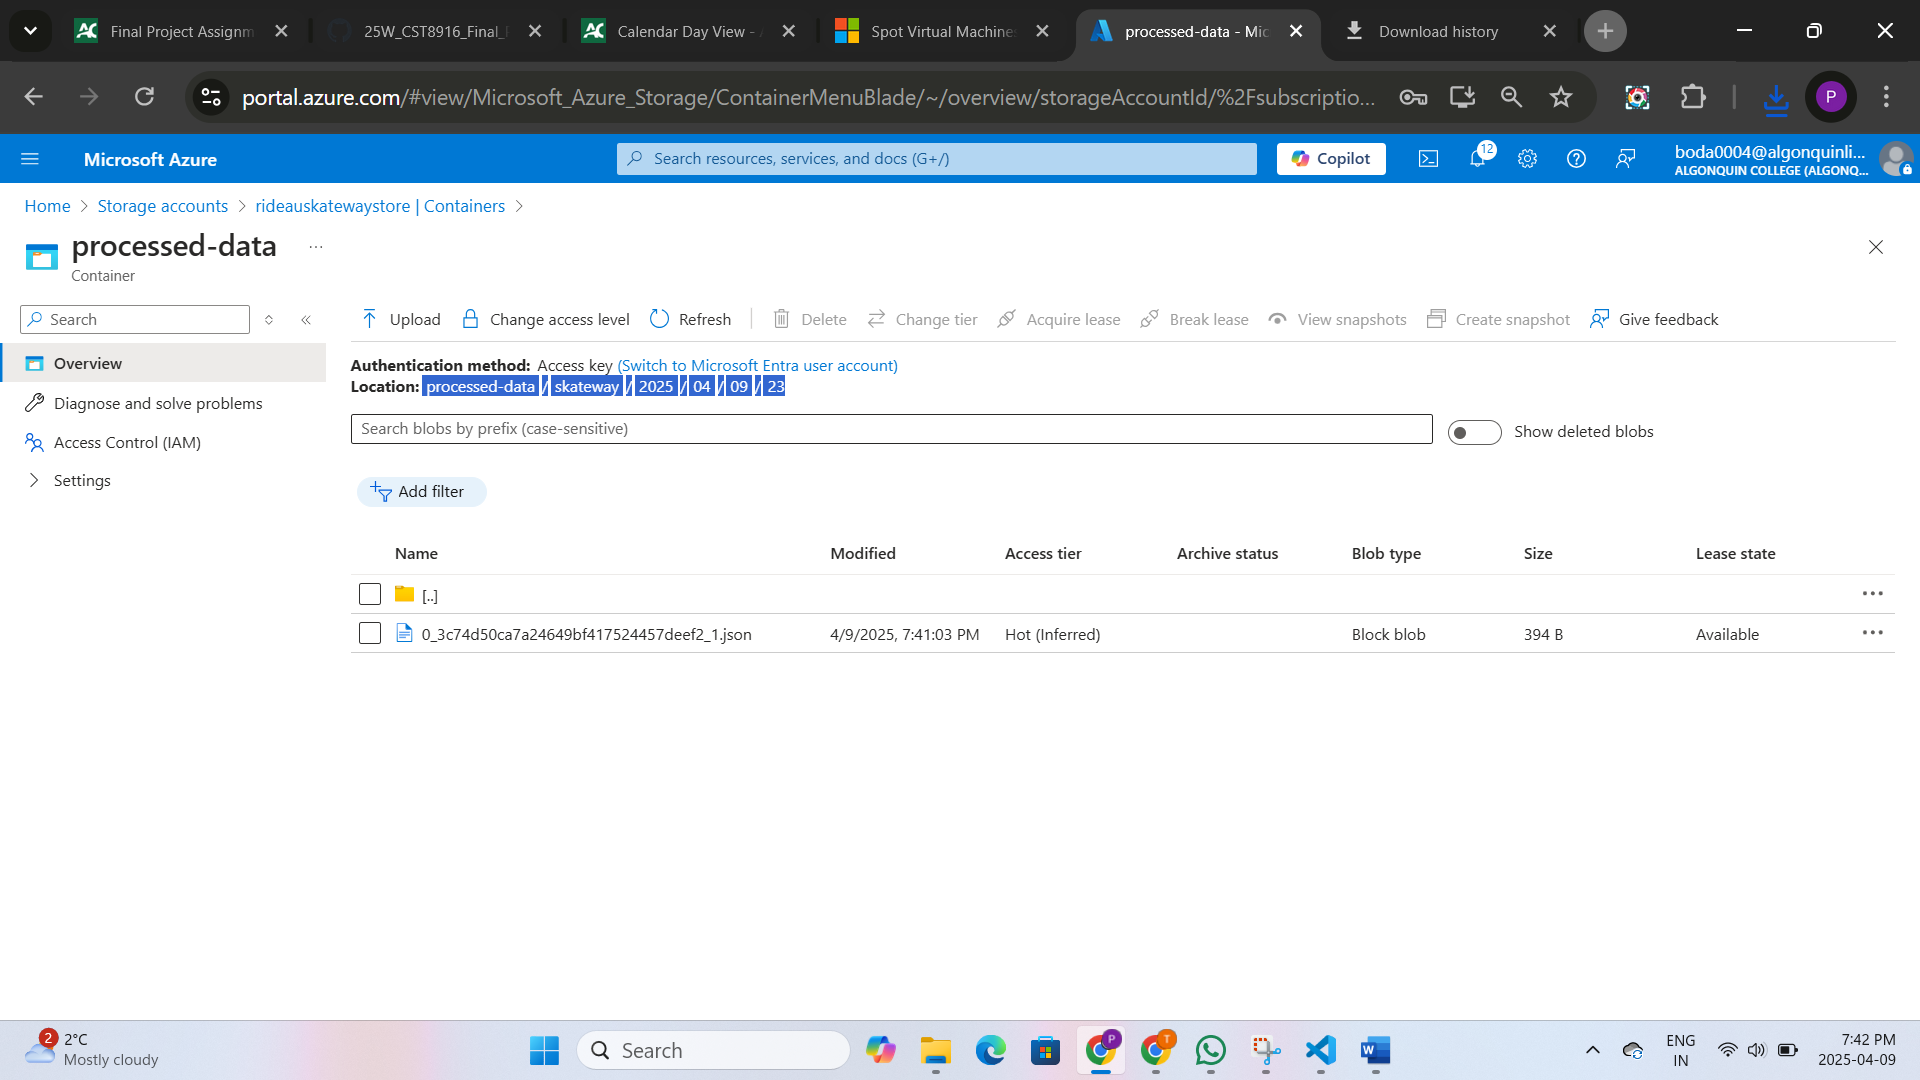 Final Project Assignm
25W_CST8916_Final_
Calendar Day View -
Spot Virtual Machines
processed-data - Mic
Download history
portal.azure.com/#view/Microsoft_Azure_Storage/ContainerMenuBlade/~/overview/storageAccountId/%2Fsubscriptio...
P
Microsoft Azure
Search resources, services, and docs (G+/)
Copilot
12
boda0004@algonquinli...
ALGONQUIN COLLEGE (ALGONQ...
Home > Storage accounts > rideauskatewaystore | Containers >
processed-data
...
Container
Search
Upload
Change access level
Refresh
Delete
Change tier
Acquire lease
Break lease
View snapshots
Create snapshot
Give feedback
Overview
Diagnose and solve problems
Access Control (IAM)
Settings
Authentication method: Access key (Switch to Microsoft Entra user account)
Location: processed-data / skateway / 2025 / 04 / 09 / 23
Search blobs by prefix (case-sensitive)
Show deleted blobs
Add filter
Name Modified Access tier Archive status Blob type Size Lease state
[..]
0_3c74d50ca7a24649bf417524457deef2_1.json 4/9/2025, 7:41:03 PM Hot (Inferred) Block blob 394 B Available
2
2°C
Mostly cloudy
Search
P
T
ENG
IN
7:42 PM
2025-04-09